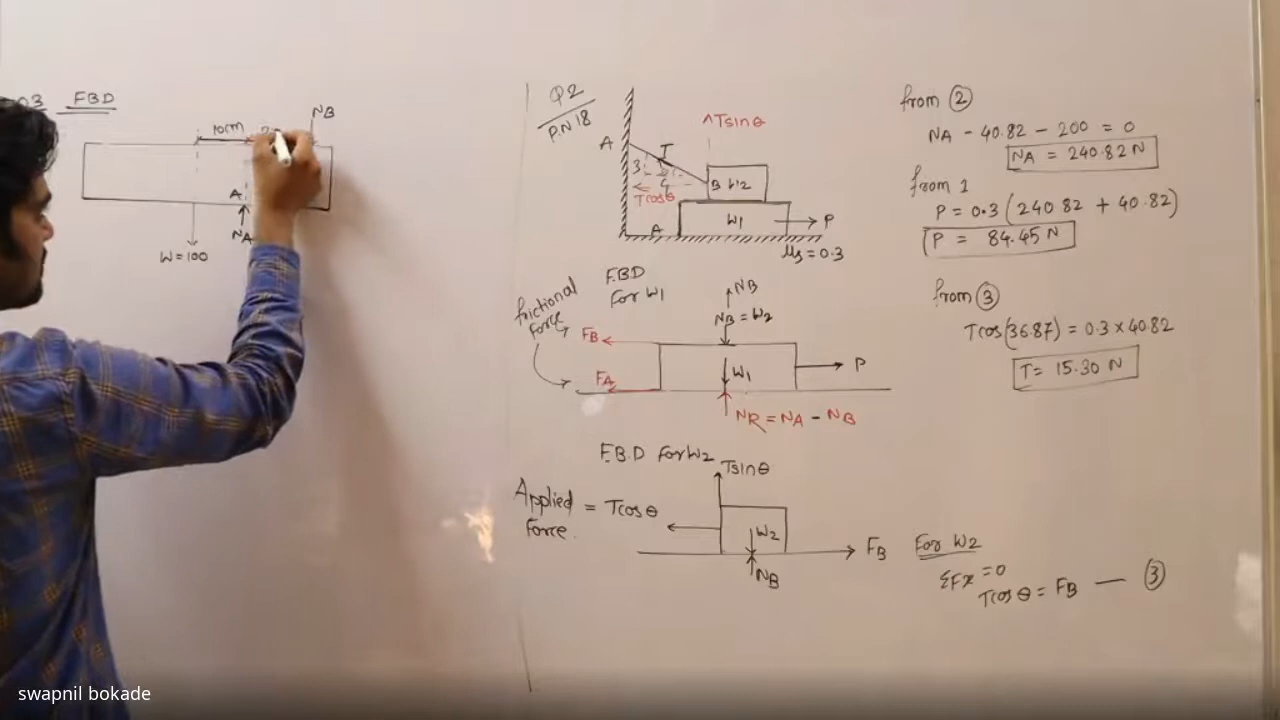 03 FBD
NB
10cm
A
NA
W=100
Q2
P.N 18
^Tsinθ
A
T
3
4
Tcosθ
B W2
W1
P
A
μs = 0.3
F.BD
For W1
frictional
force
NB
NB = W2
FB
FA
W1
P
NR = NA - NB
F.B.D For W2
Tsinθ
Applied = Tcosθ
Force.
W2
FB
NB
For W2
ΣFx = 0
Tcosθ = FB — ③
from ②
NA - 40.82 - 200 = 0
NA = 240.82 N
from 1
P = 0.3 (240.82 + 40.82)
P = 84.45 N
from ③
Tcos(36.87) = 0.3 × 40.82
T = 15.30 N
swapnil bokade